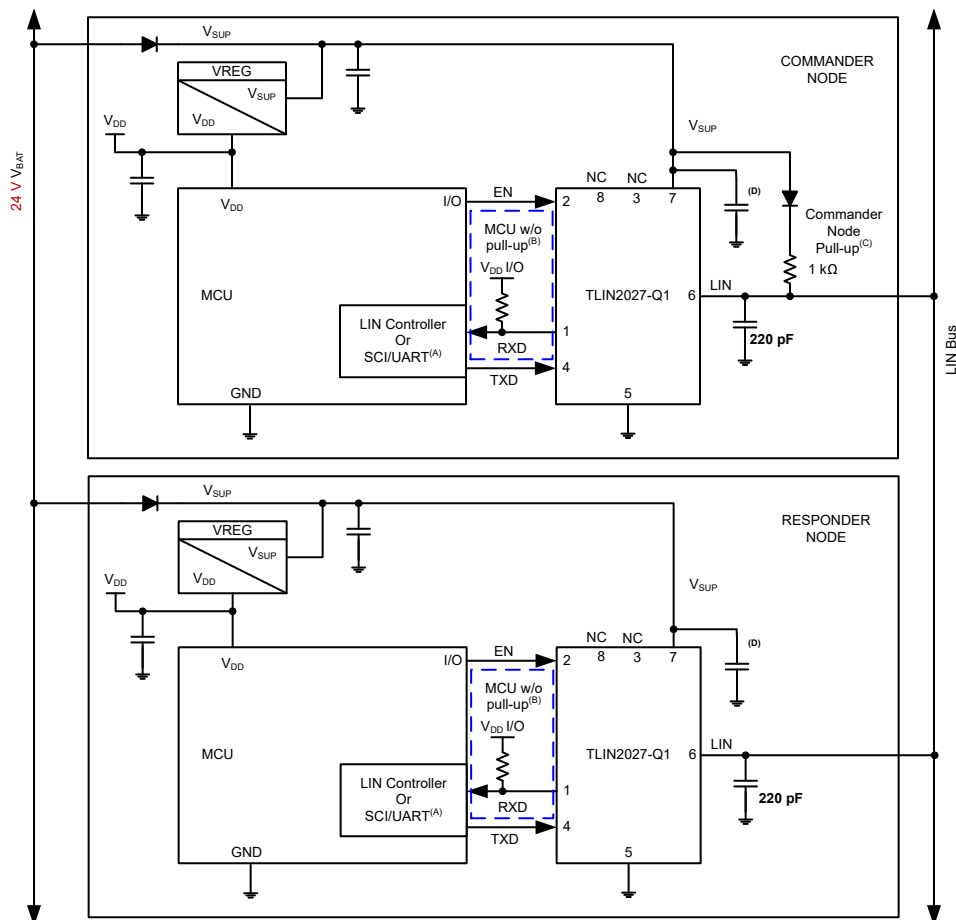 24 V VBAT
VSUP
COMMANDER
NODE
VREG
VSUP
VDD
VDD
VSUP
VDD
I/O
EN
NC
NC
2
8
3
7
(D)
MCU w/o
pull-up(B)
VDD I/O
Commander
Node
Pull-up(C)
1 kΩ
MCU
TLIN2027-Q1
6
LIN
LIN Controller
Or
SCI/UART(A)
1
RXD
4
TXD
220 pF
GND
5
LIN Bus
VSUP
RESPONDER
NODE
VREG
VSUP
VDD
VDD
VSUP
VDD
I/O
EN
NC
NC
2
8
3
7
(D)
MCU w/o
pull-up(B)
VDD I/O
MCU
TLIN2027-Q1
6
LIN
LIN Controller
Or
SCI/UART(A)
1
RXD
4
TXD
220 pF
GND
5